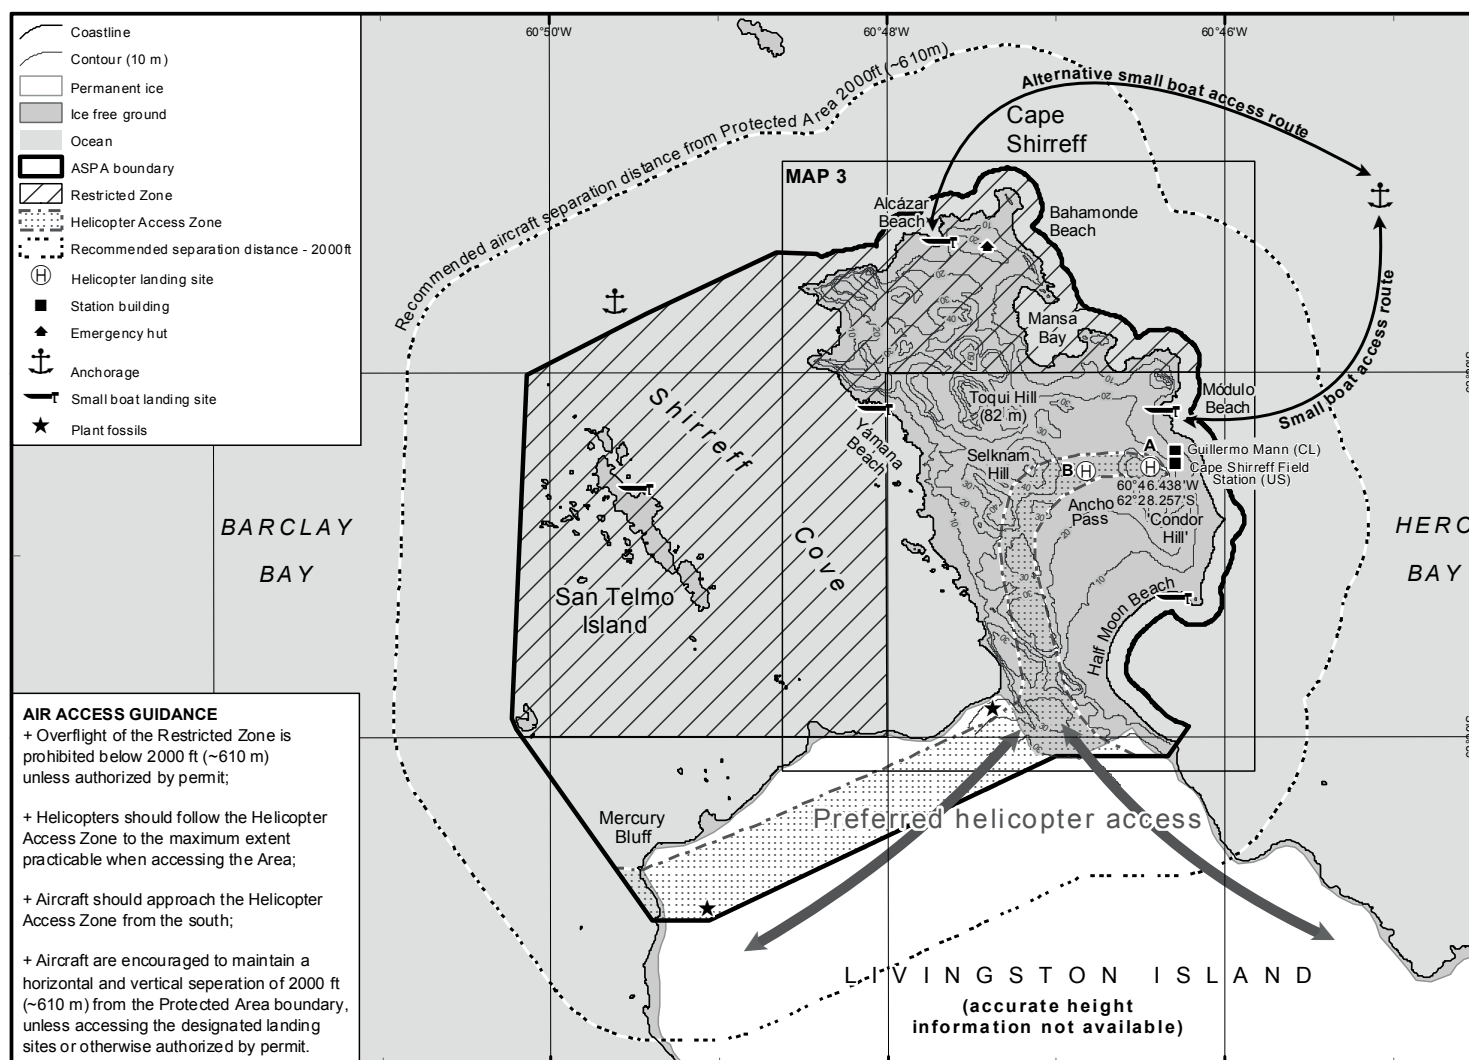 Coastline
Contour (10 m)
Permanent ice
Ice free ground
Ocean
ASPA boundary
Restricted Zone
Helicopter Access Zone
Recommended separation distance - 2000ft
H
Helicopter landing site
Station building
Emergency hut
Anchorage
Small boat landing site
Plant fossils
60°50'W
60°48'W
60°46'W
Recommended aircraft separation distance from Protected Area 2000ft (~610m)
Alternative small boat access route
Cape
Shirreff
MAP 3
Alcázar
Beach
Bahamonde
Beach
Mansa
Bay
Small boat access route
Módulo
Beach
Toqui Hill
(82 m)
Yámana
Beach
Selknam
Hill
A
B
H
H
Guillermo Mann (CL)
Cape Shirreff Field
Station (US)
60°46.438'W
62°28.257'S
Ancho
Pass
'Condor
Hill'
Shirreff
Cove
BARCLAY
BAY
HERO
BAY
San Telmo
Island
Half Moon Beach
Mercury
Bluff
Preferred helicopter access
LIVINGSTON ISLAND
(accurate height
information not available)
AIR ACCESS GUIDANCE
+ Overflight of the Restricted Zone is
prohibited below 2000 ft (~610 m)
unless authorized by permit;
+ Helicopters should follow the Helicopter
Access Zone to the maximum extent
practicable when accessing the Area;
+ Aircraft should approach the Helicopter
Access Zone from the south;
+ Aircraft are encouraged to maintain a
horizontal and vertical seperation of 2000 ft
(~610 m) from the Protected Area boundary,
unless accessing the designated landing
sites or otherwise authorized by permit.